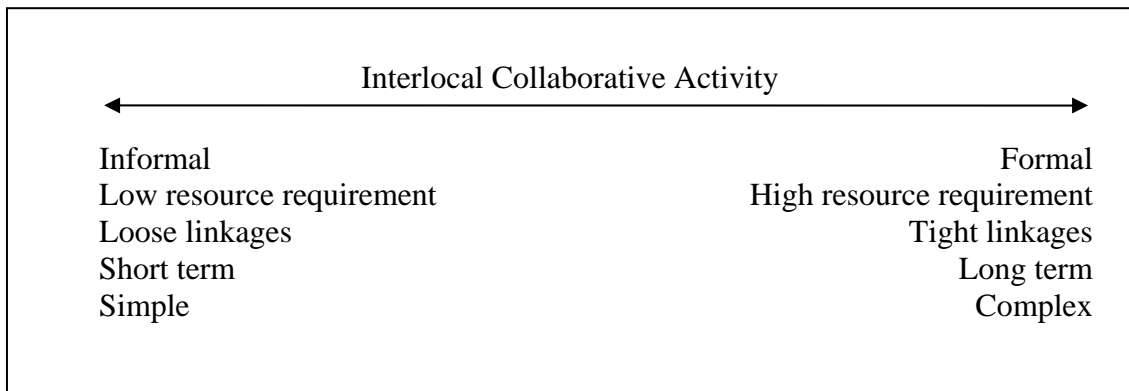 Interlocal Collaborative Activity
Informal Formal
Low resource requirement High resource requirement
Loose linkages Tight linkages
Short term Long term
Simple Complex